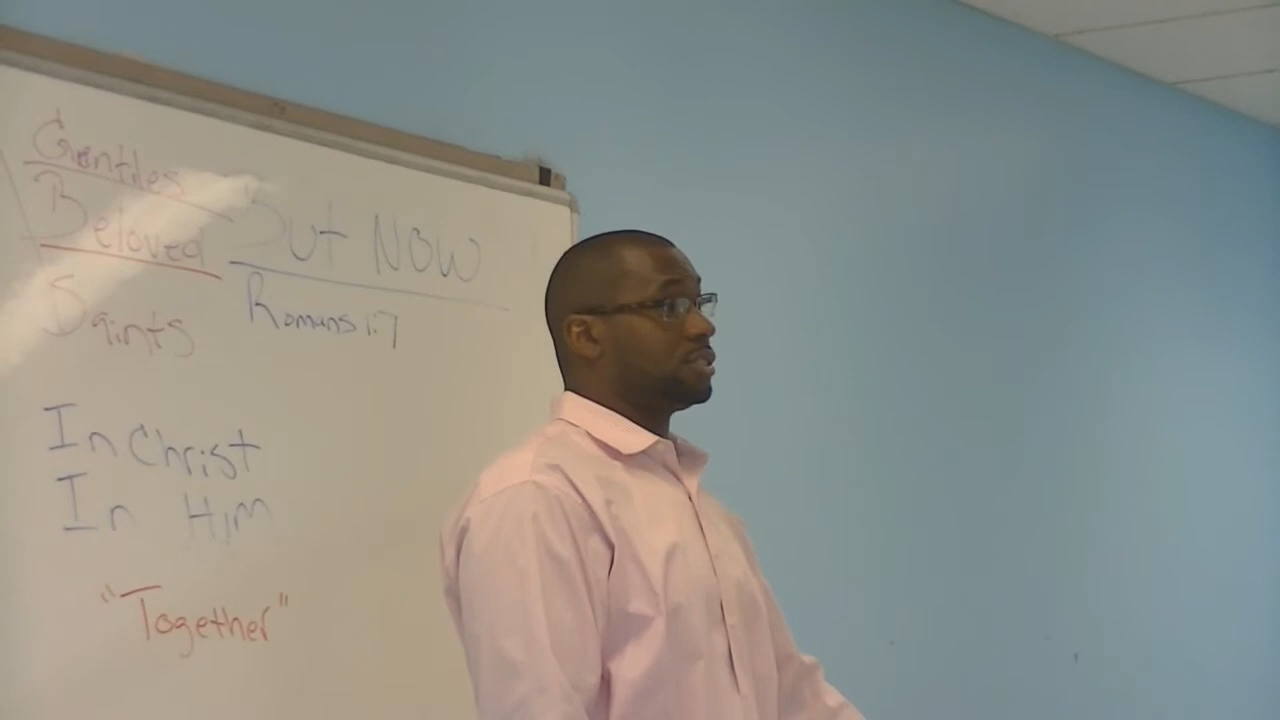 Gentiles
Beloved
Saints
But NOW
Romans 1:7
In Christ
In Him
"Together"